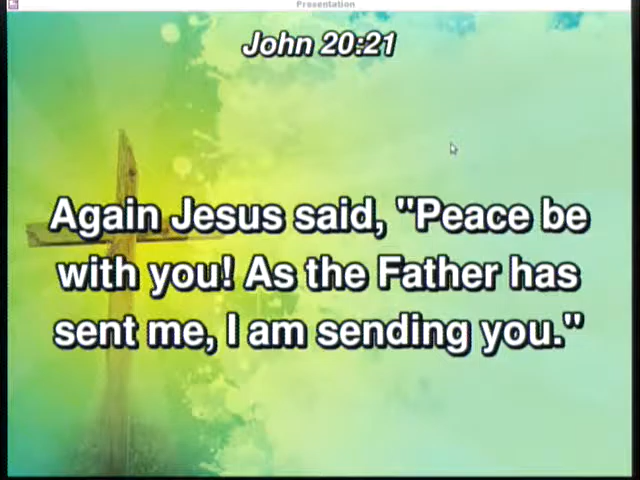 Presentation
John 20:21
Again Jesus said, "Peace be
with you! As the Father has
sent me, I am sending you."